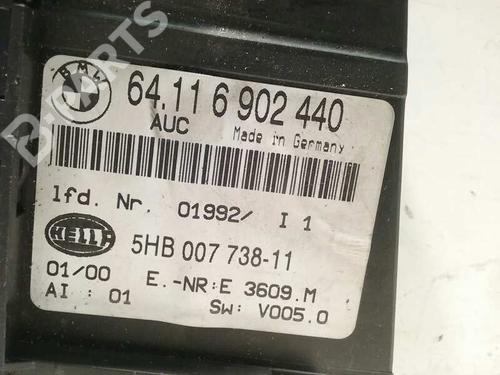 B-PARTS
BMW
64.11 6 902 440
AUC Made in Germany
lfd. Nr. 01992/ I 1
HELLA 5HB 007 738-11
01/00 E.-NR:E 3609.M
AI : 01 SW: V005.0